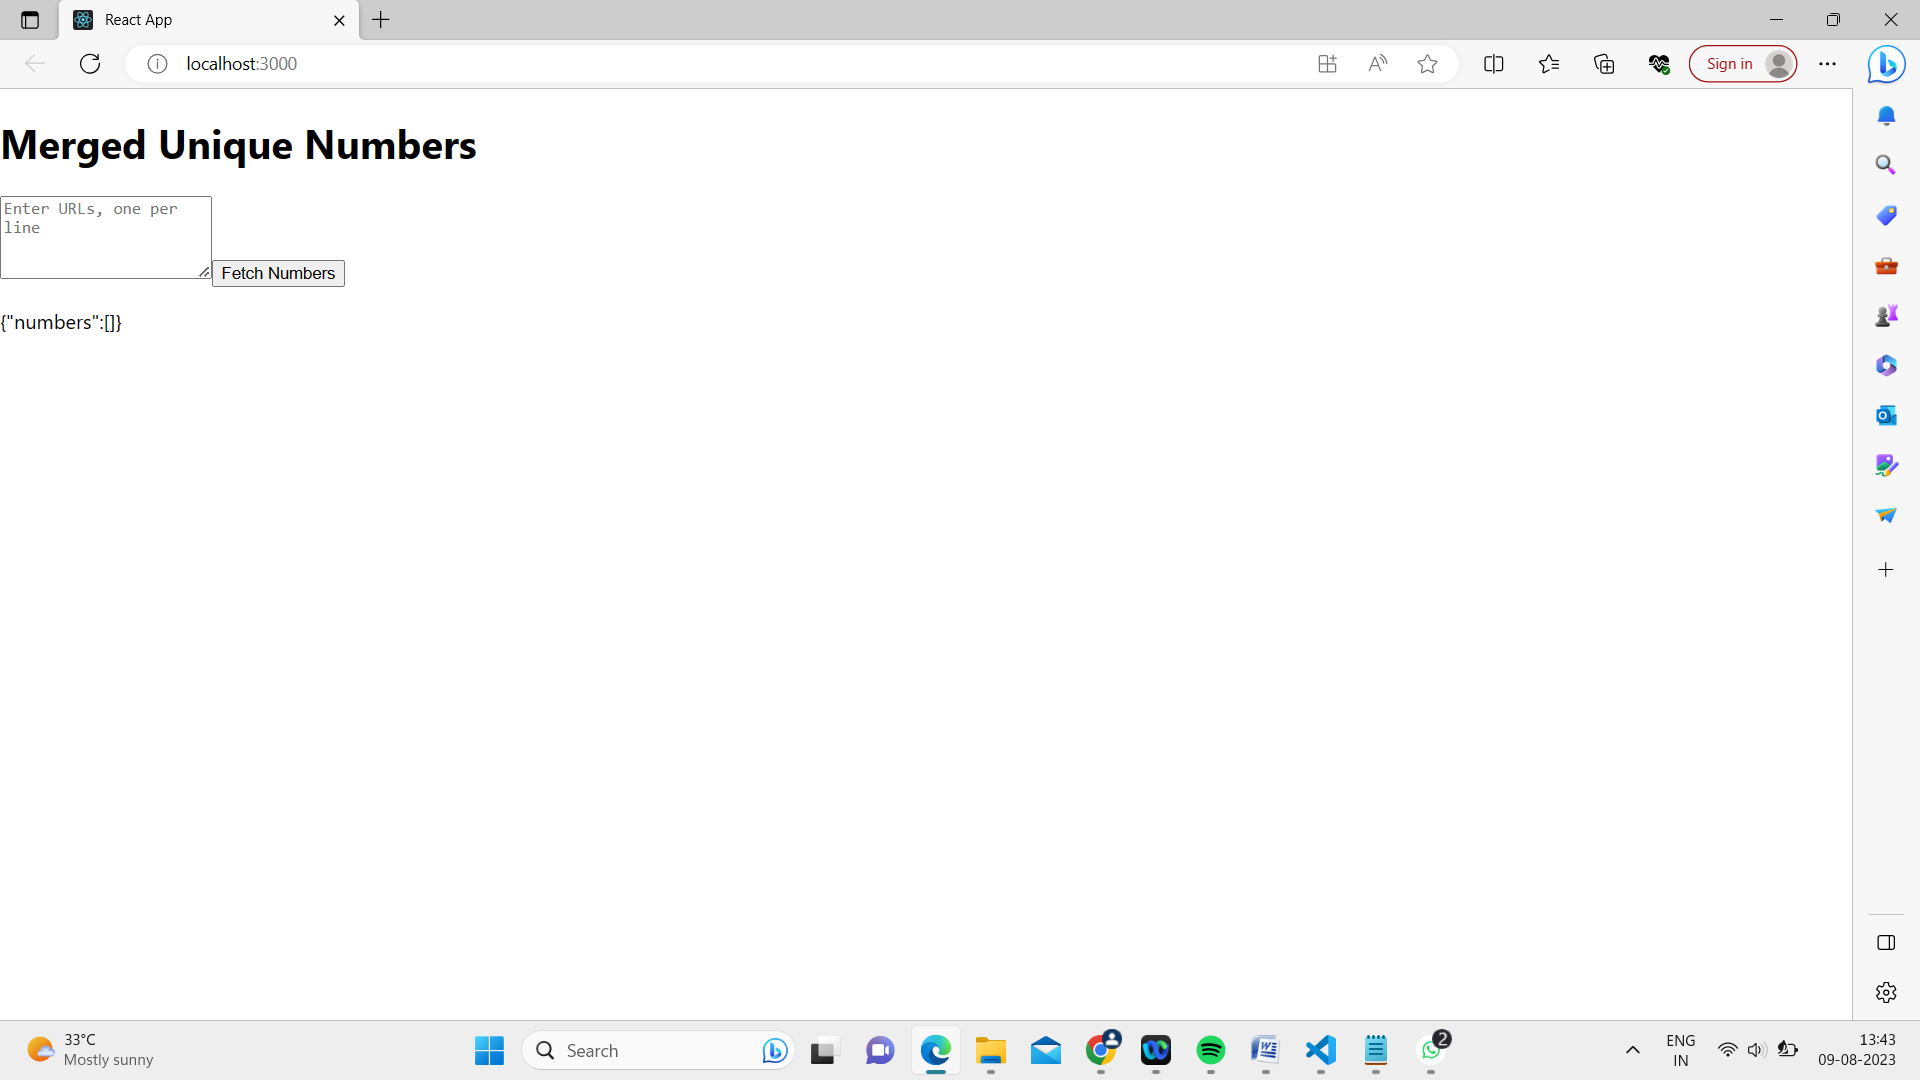 React App
localhost:3000
Sign in
Merged Unique Numbers
Enter URLs, one per
line
Fetch Numbers
{"numbers":[]}
33°C
Mostly sunny
Search
2
ENG
IN
13:43
09-08-2023